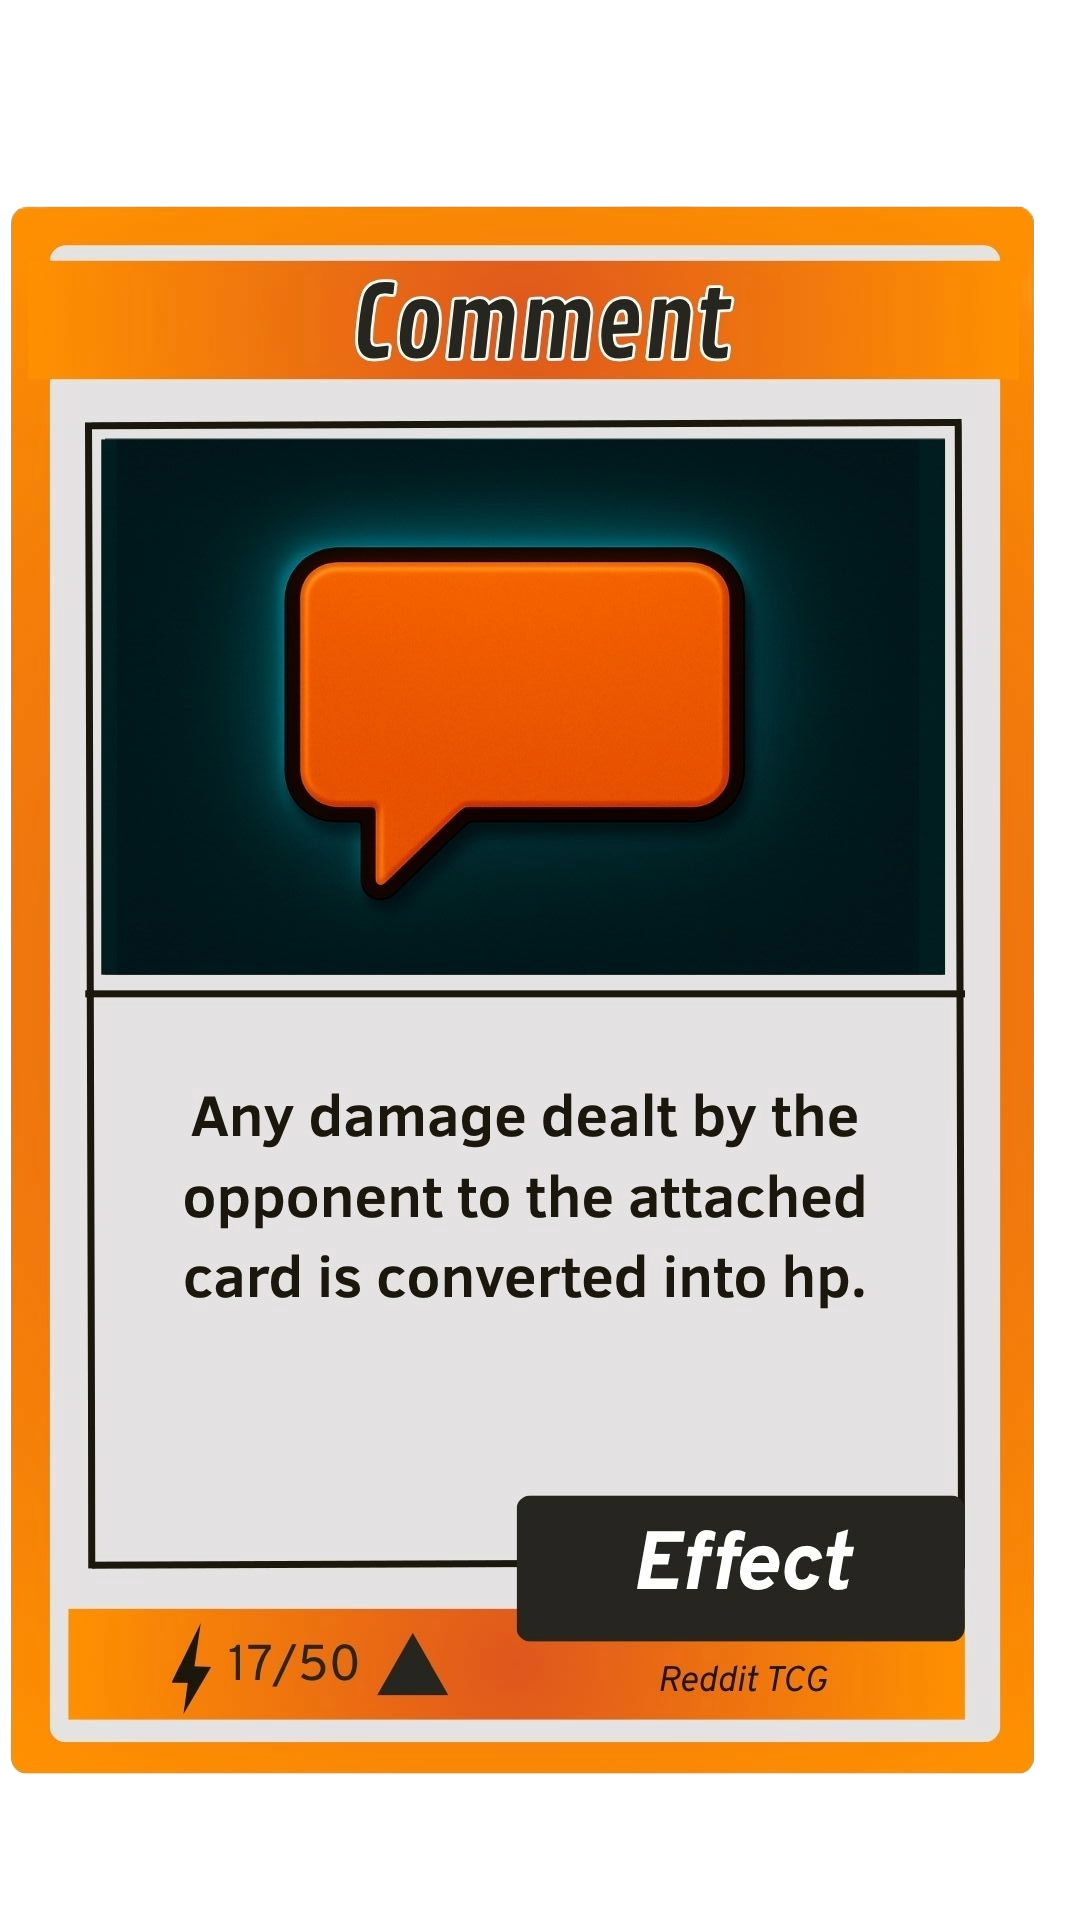 Comment
Any damage dealt by the
opponent to the attached
card is converted into hp.
Effect
17/50
Reddit TCG